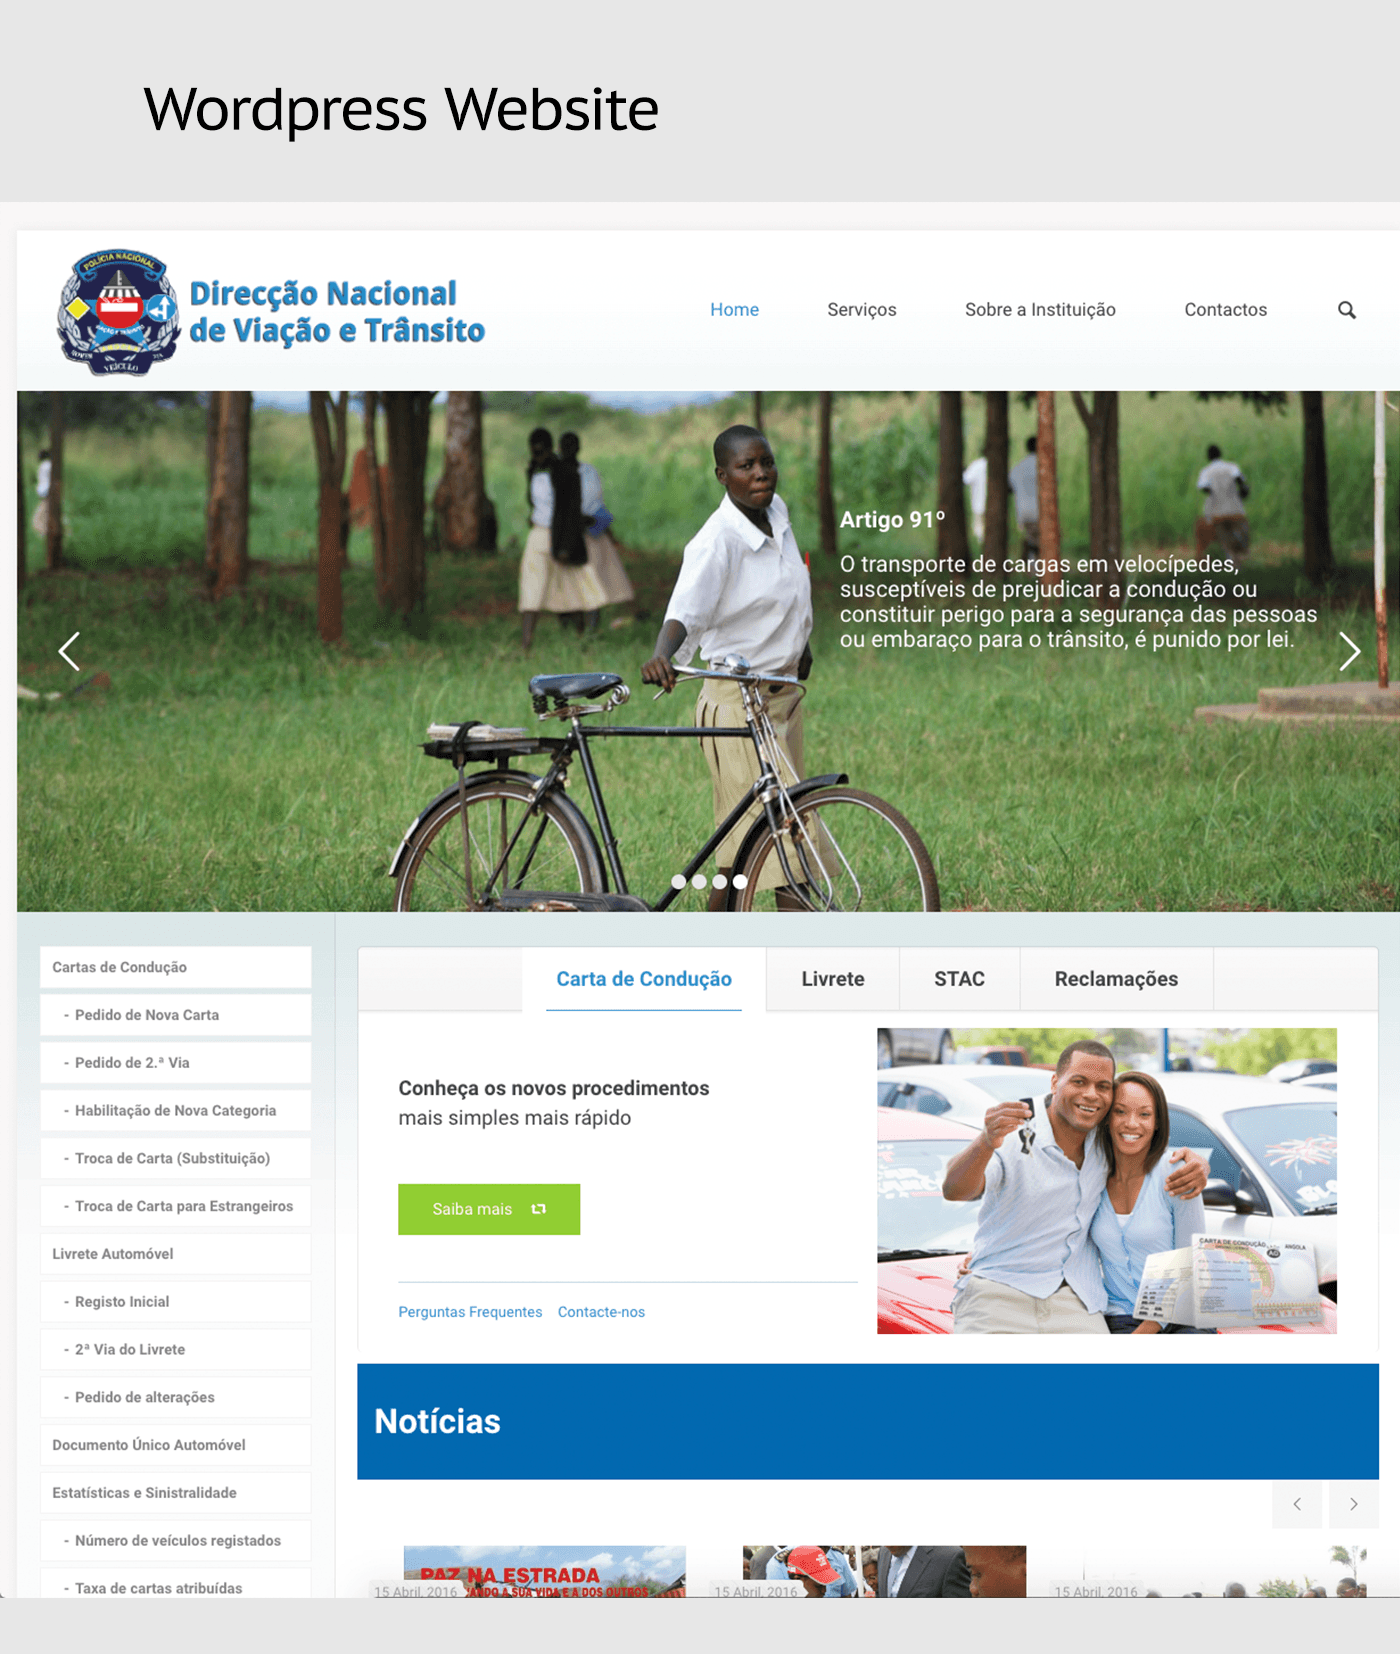 Wordpress Website
POLÍCIA NACIONAL
VEÍCULO
Direcção Nacional
de Viação e Trânsito
Home
Serviços
Sobre a Instituição
Contactos
Artigo 91º
O transporte de cargas em velocípedes,
susceptíveis de prejudicar a condução ou
constituir perigo para a segurança das pessoas
ou embaraço para o trânsito, é punido por lei.
Cartas de Condução
- Pedido de Nova Carta
- Pedido de 2.ª Via
- Habilitação de Nova Categoria
- Troca de Carta (Substituição)
- Troca de Carta para Estrangeiros
Livrete Automóvel
- Registo Inicial
- 2ª Via do Livrete
- Pedido de alterações
Documento Único Automóvel
Estatísticas e Sinistralidade
- Número de veículos registados
- Taxa de cartas atribuídas
Carta de Condução
Livrete
STAC
Reclamações
Conheça os novos procedimentos
mais simples mais rápido
Saiba mais
Perguntas Frequentes
Contacte-nos
CARTA DE CONDUÇÃO
ANGOLA
AO
Notícias
PAZ NA ESTRADA
A SUA VIDA E A DOS OUTROS
15 Abril, 2016
15 Abril, 2016
15 Abril, 2016